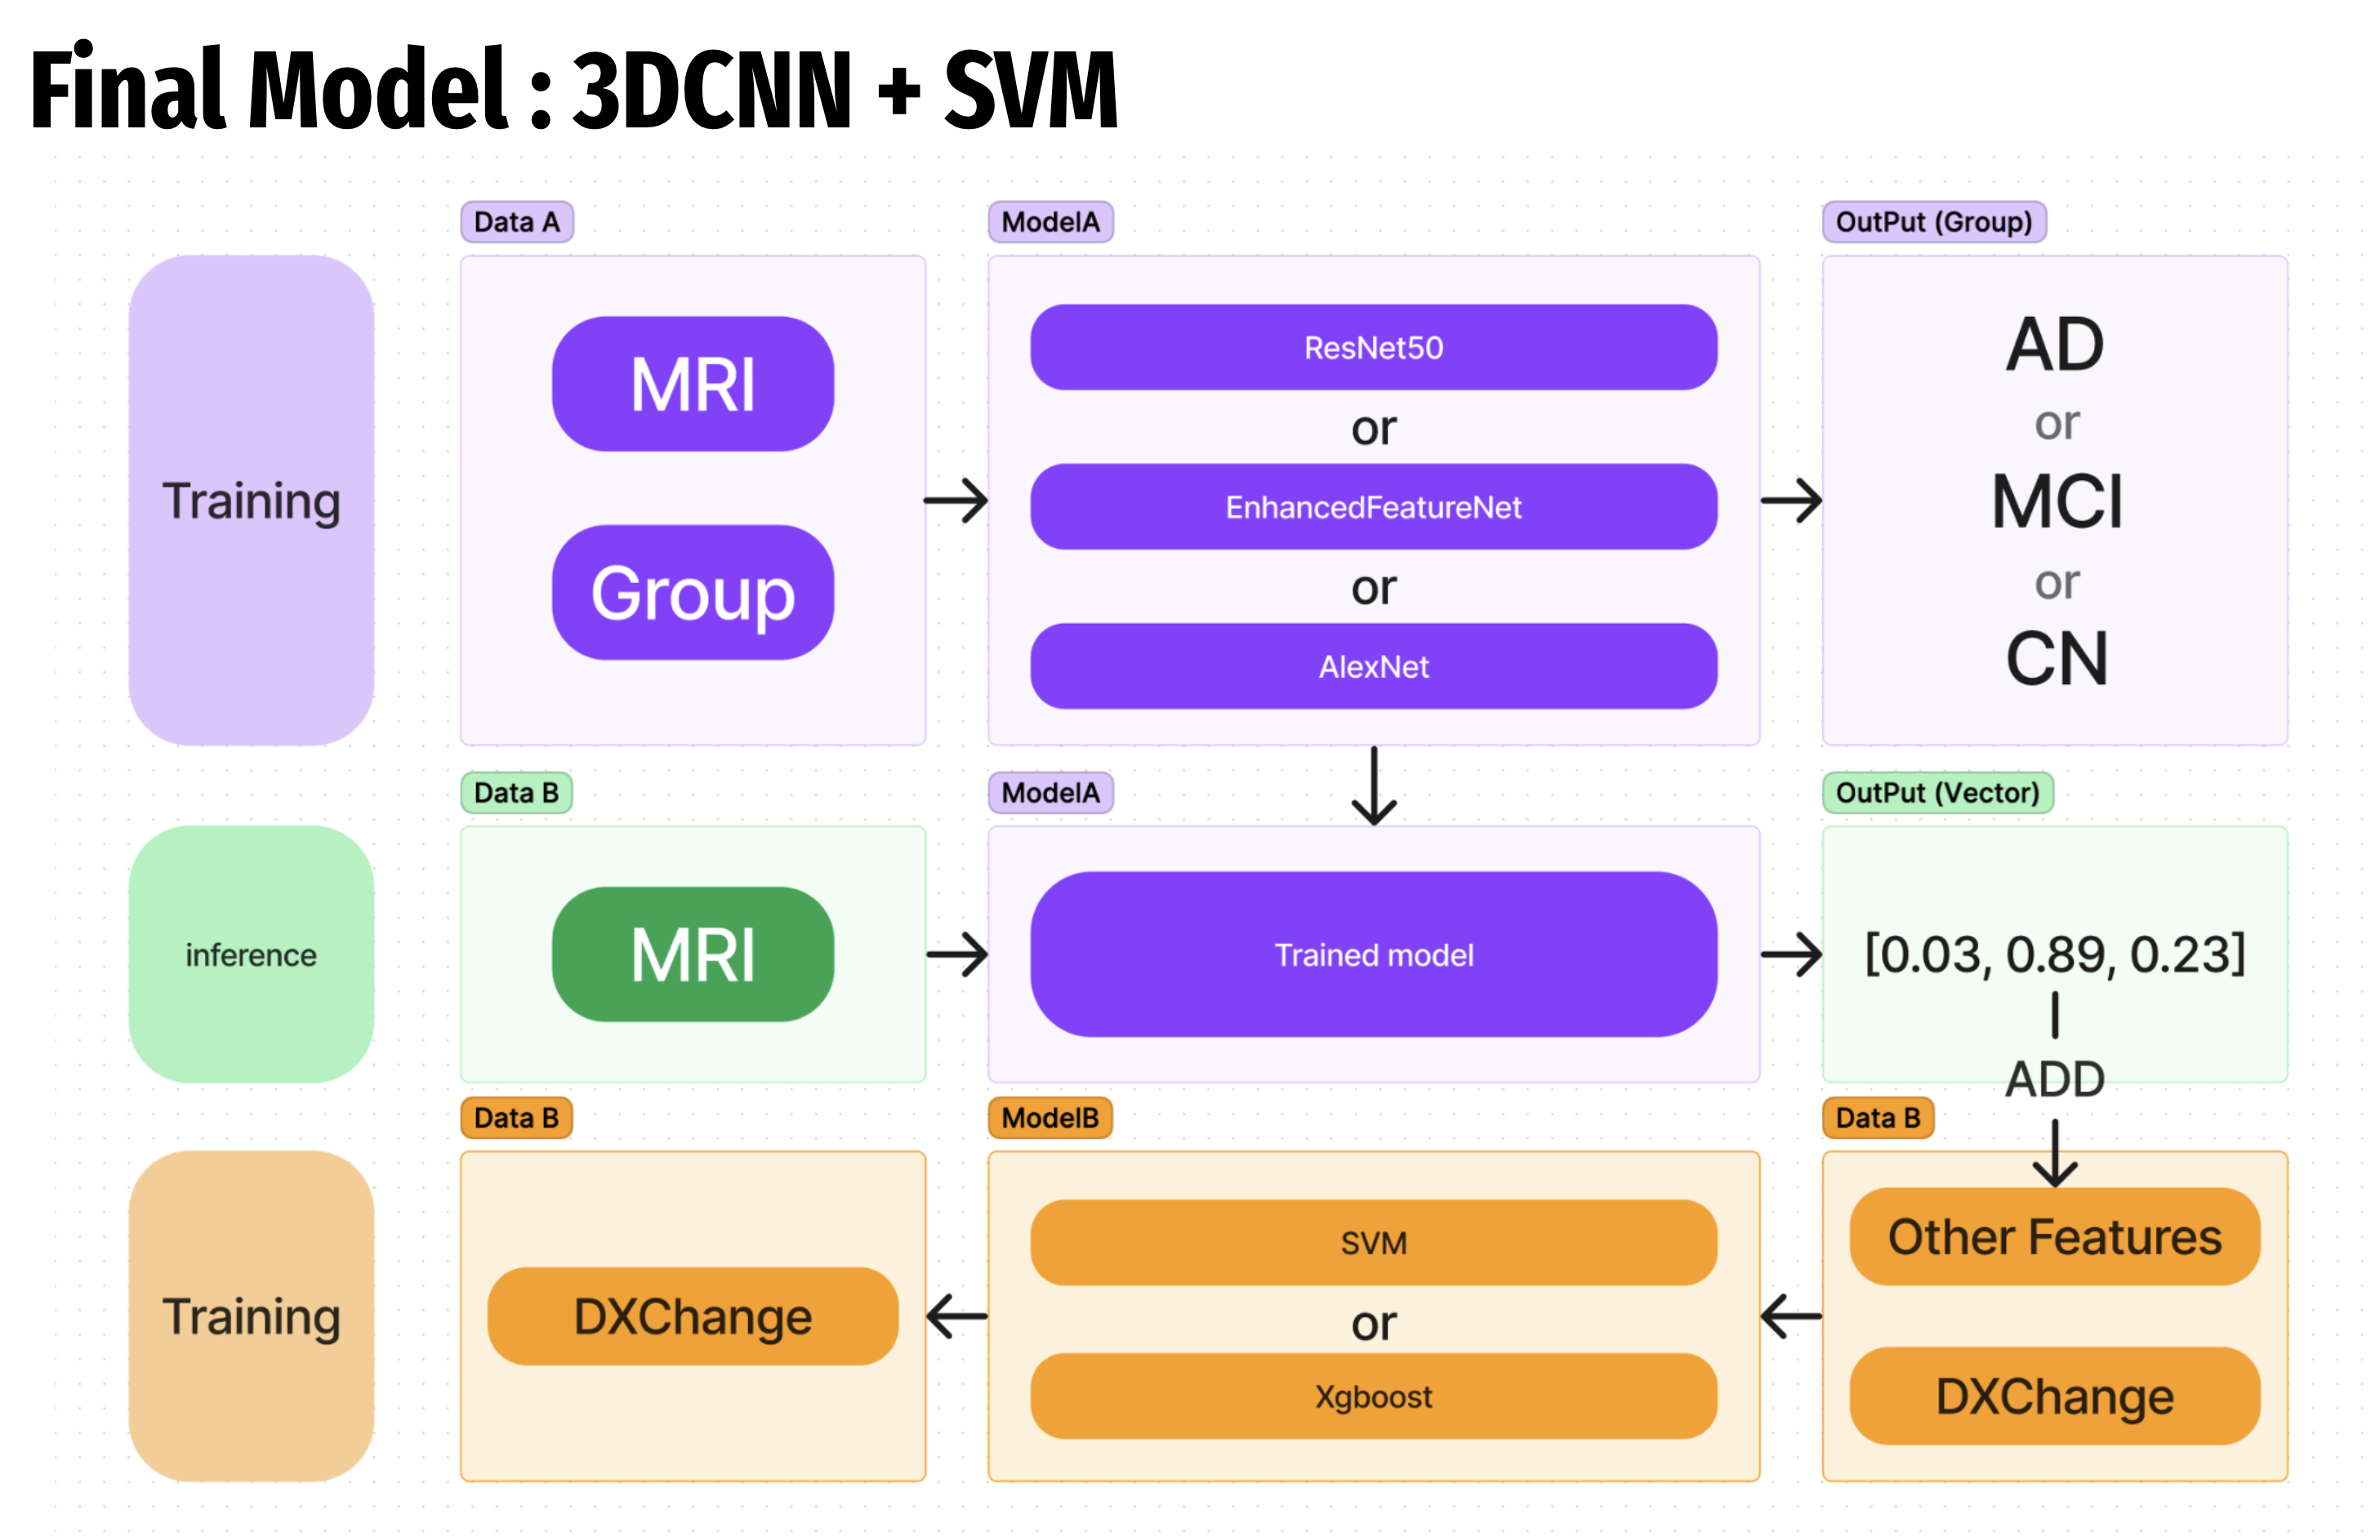 Final Model : 3DCNN + SVM
Data A
ModelA
OutPut (Group)
Training
MRI
Group
ResNet50
or
EnhancedFeatureNet
or
AlexNet
AD
or
MCI
or
CN
Data B
ModelA
OutPut (Vector)
inference
MRI
Trained model
[0.03, 0.89, 0.23]
ADD
Data B
ModelB
Data B
Training
DXChange
SVM
or
Xgboost
Other Features
DXChange